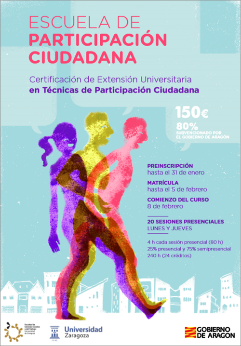 ESCUELA DE
PARTICIPACIÓN
CIUDADANA
Certificación de Extensión Universitaria
en Técnicas de Participación Ciudadana
150€
80%
SUBVENCIONADO POR
EL GOBIERNO DE ARAGÓN
PREINSCRIPCIÓN
hasta el 31 de enero
MATRÍCULA
hasta el 5 de febrero
COMIENZO DEL CURSO
8 de febrero
20 SESIONES PRESENCIALES
LUNES Y JUEVES
4 h cada sesión presencial (80 h)
25% presencial y 75% semipresencial
240 h (24 créditos)
Universidad
Zaragoza
GOBIERNO
DE ARAGON